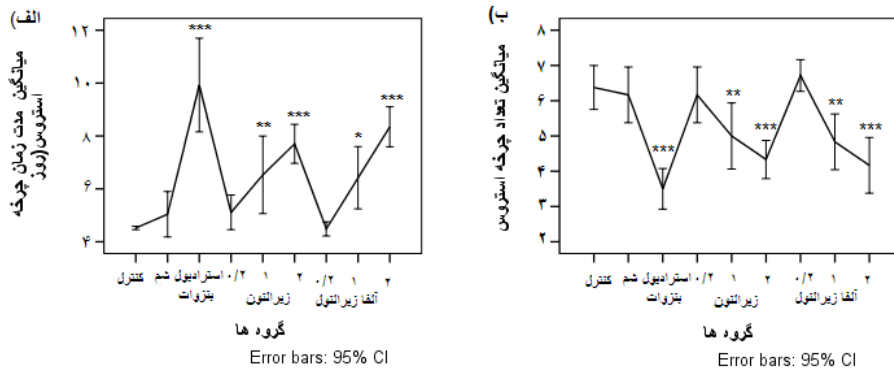 الف)
میانگین مدت زمان چرخه
استروس(روز
۱۲
۱۰
۸
۶
۴
***
**
***
*
***
کنترل
استرادیول شم
بنزوات
۰/۲
۱
۲
زیرالنون
۰/۲
۱
۲
آلفا زیرالنول
گروه ها
Error bars: 95% CI
میانگین تعداد چرخه استروس
۸
۷
۶
۵
۴
۳
۲
***
**
***
**
***
کنترل
استرادیول شم
بنزوات
۰/۲
۱
۲
زیرالنون
۰/۲
۱
۲
آلفا زیرالنول
گروه ها
Error bars: 95% CI